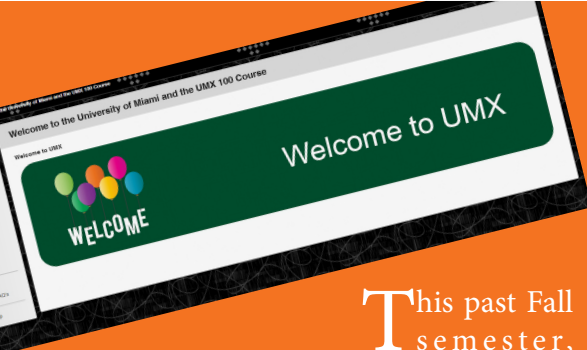 Welcome to the University of Miami and the UMX 100 Course
Welcome to the University of Miami and the UMX 100 Course
Welcome to UMX
WELCOME
Welcome to UMX
This past Fall
semester,